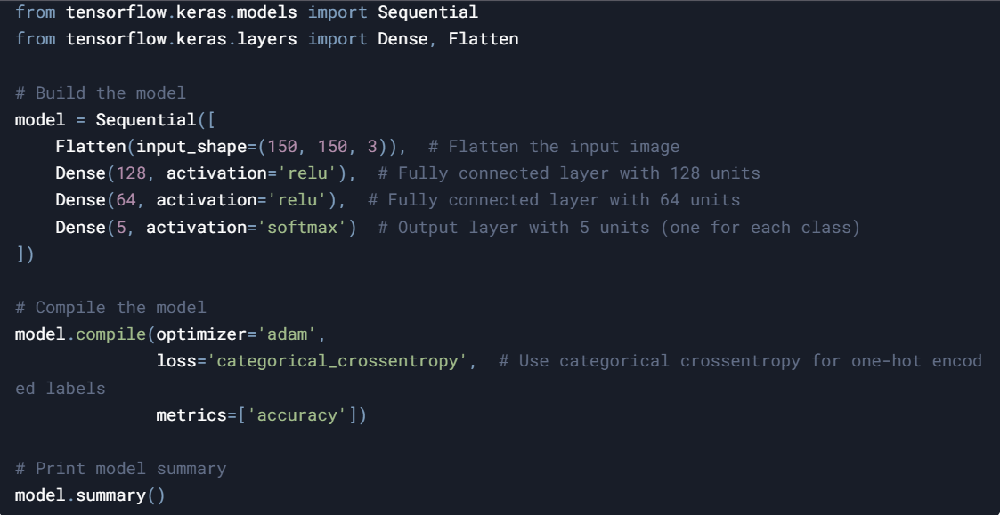 from tensorflow.keras.models import Sequential
from tensorflow.keras.layers import Dense, Flatten

# Build the model
model = Sequential([
    Flatten(input_shape=(150, 150, 3)),  # Flatten the input image
    Dense(128, activation='relu'),  # Fully connected layer with 128 units
    Dense(64, activation='relu'),  # Fully connected layer with 64 units
    Dense(5, activation='softmax')  # Output layer with 5 units (one for each class)
])

# Compile the model
model.compile(optimizer='adam',
              loss='categorical_crossentropy',  # Use categorical crossentropy for one-hot encod
ed labels
              metrics=['accuracy'])

# Print model summary
model.summary()